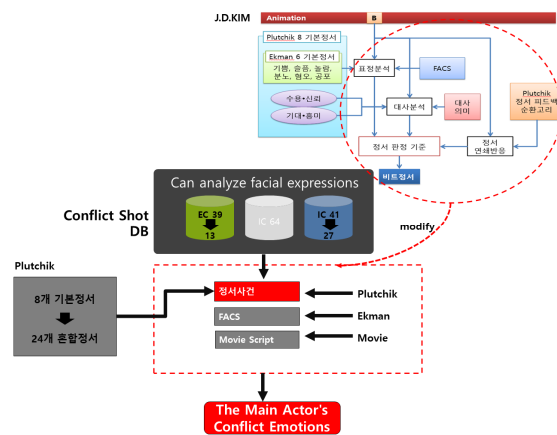 J.D.KIM
Animation
B
Plutchik 8 기본정서
Ekman 6 기본정서
기쁨, 슬픔, 놀람,
분노, 혐오, 공포
표정분석
FACS
수용•신뢰
기대•흥미
대사분석
대사
의미
Plutchik
정서 피드백
순환고리
정서 판정 기준
정서
연쇄반응
비트정서
Can analyze facial expressions
Conflict Shot
DB
EC 39
13
IC 64
IC 41
27
modify
Plutchik
8개 기본정서
24개 혼합정서
정서사건
FACS
Movie Script
Plutchik
Ekman
Movie
The Main Actor's
Conflict Emotions